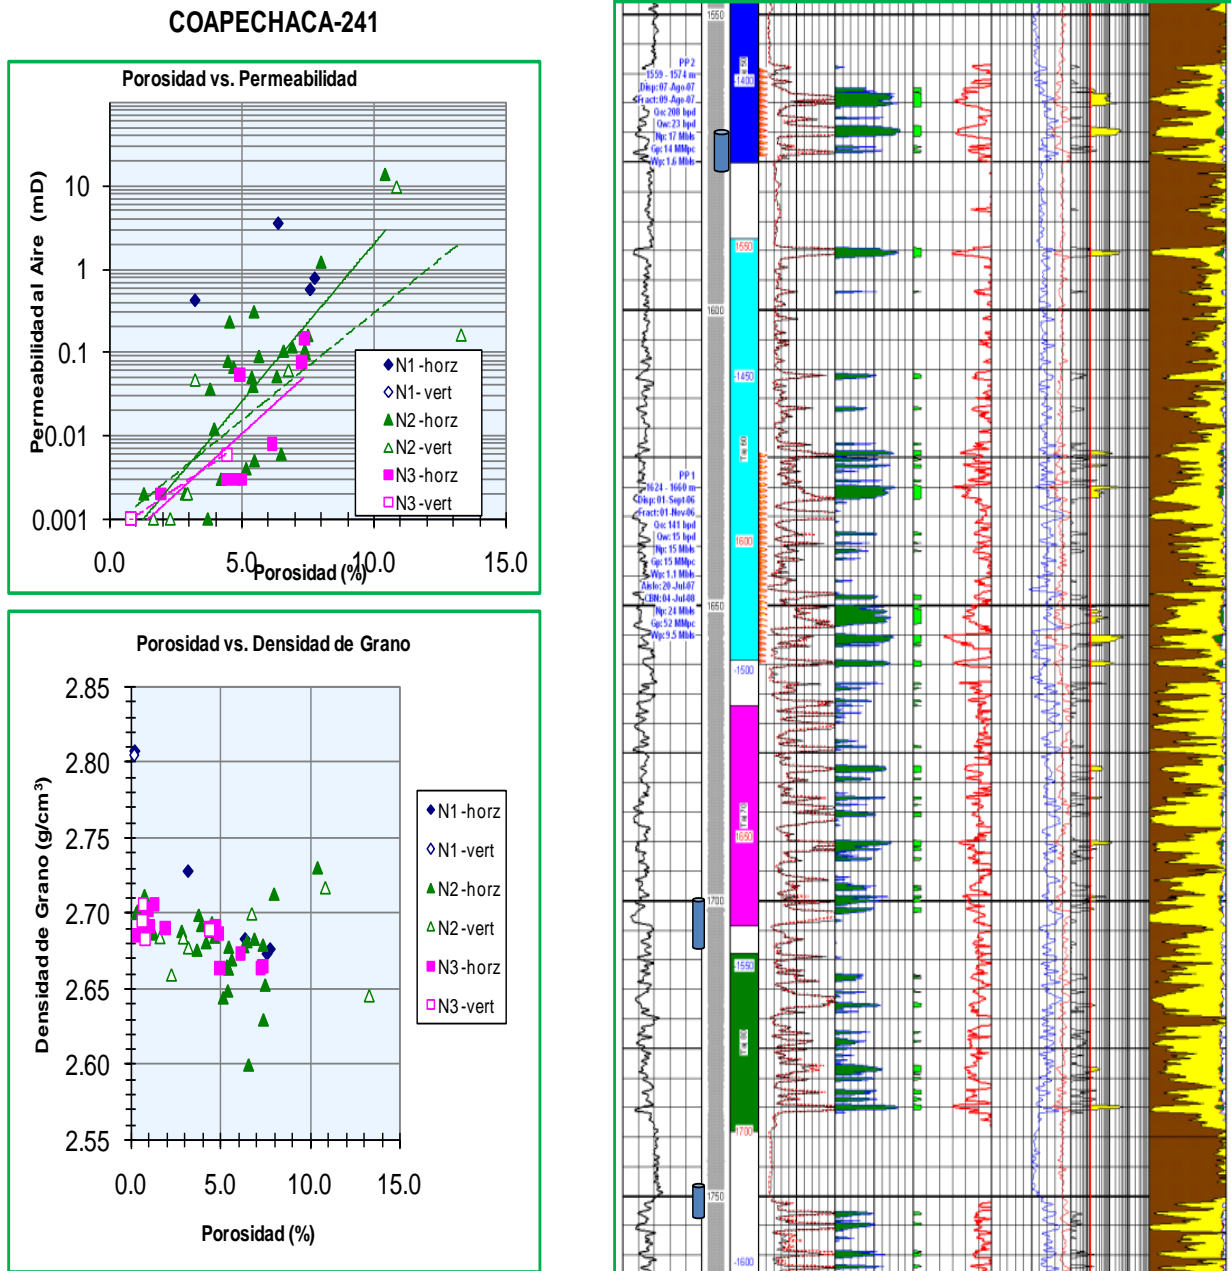 COAPECHACA-241
Porosidad vs. Permeabilidad
Permeabilidad al Aire (mD)
10
1
0.1
0.01
0.001
0.0
5.0
10.0
15.0
Porosidad (%)
N1-horz
N1-vert
N2-horz
N2-vert
N3-horz
N3-vert
Porosidad vs. Densidad de Grano
Densidad de Grano (g/cm³)
2.85
2.80
2.75
2.70
2.65
2.60
2.55
0.0
5.0
10.0
15.0
Porosidad (%)
N1-horz
N1-vert
N2-horz
N2-vert
N3-horz
N3-vert
1550
PP 2
1559 - 1574 m
Disp: 07-Ago-07
Fract: 09-Ago-07
Qo: 208 bpd
Qw: 23 bpd
Np: 17 Mbls
Gp: 14 MMpc
Wp: 1.6 Mbls
-1400
1550
1600
-1450
Taj 60
PP 1
1624 - 1660 m
Disp: 01-Sept-06
Fract: 01-Nov-06
Qo: 141 bpd
Qw: 15 bpd
Np: 15 Mbls
Gp: 15 MMpc
Wp: 1.1 Mbls
Aislo: 20-Jul-07
CBN: 04-Jul-08
Np: 24 Mbls
Gp: 52 MMpc
Wp: 9.5 Mbls
1600
1650
-1500
Taj 70
1650
1700
-1550
Taj 80
1700
1750
-1600